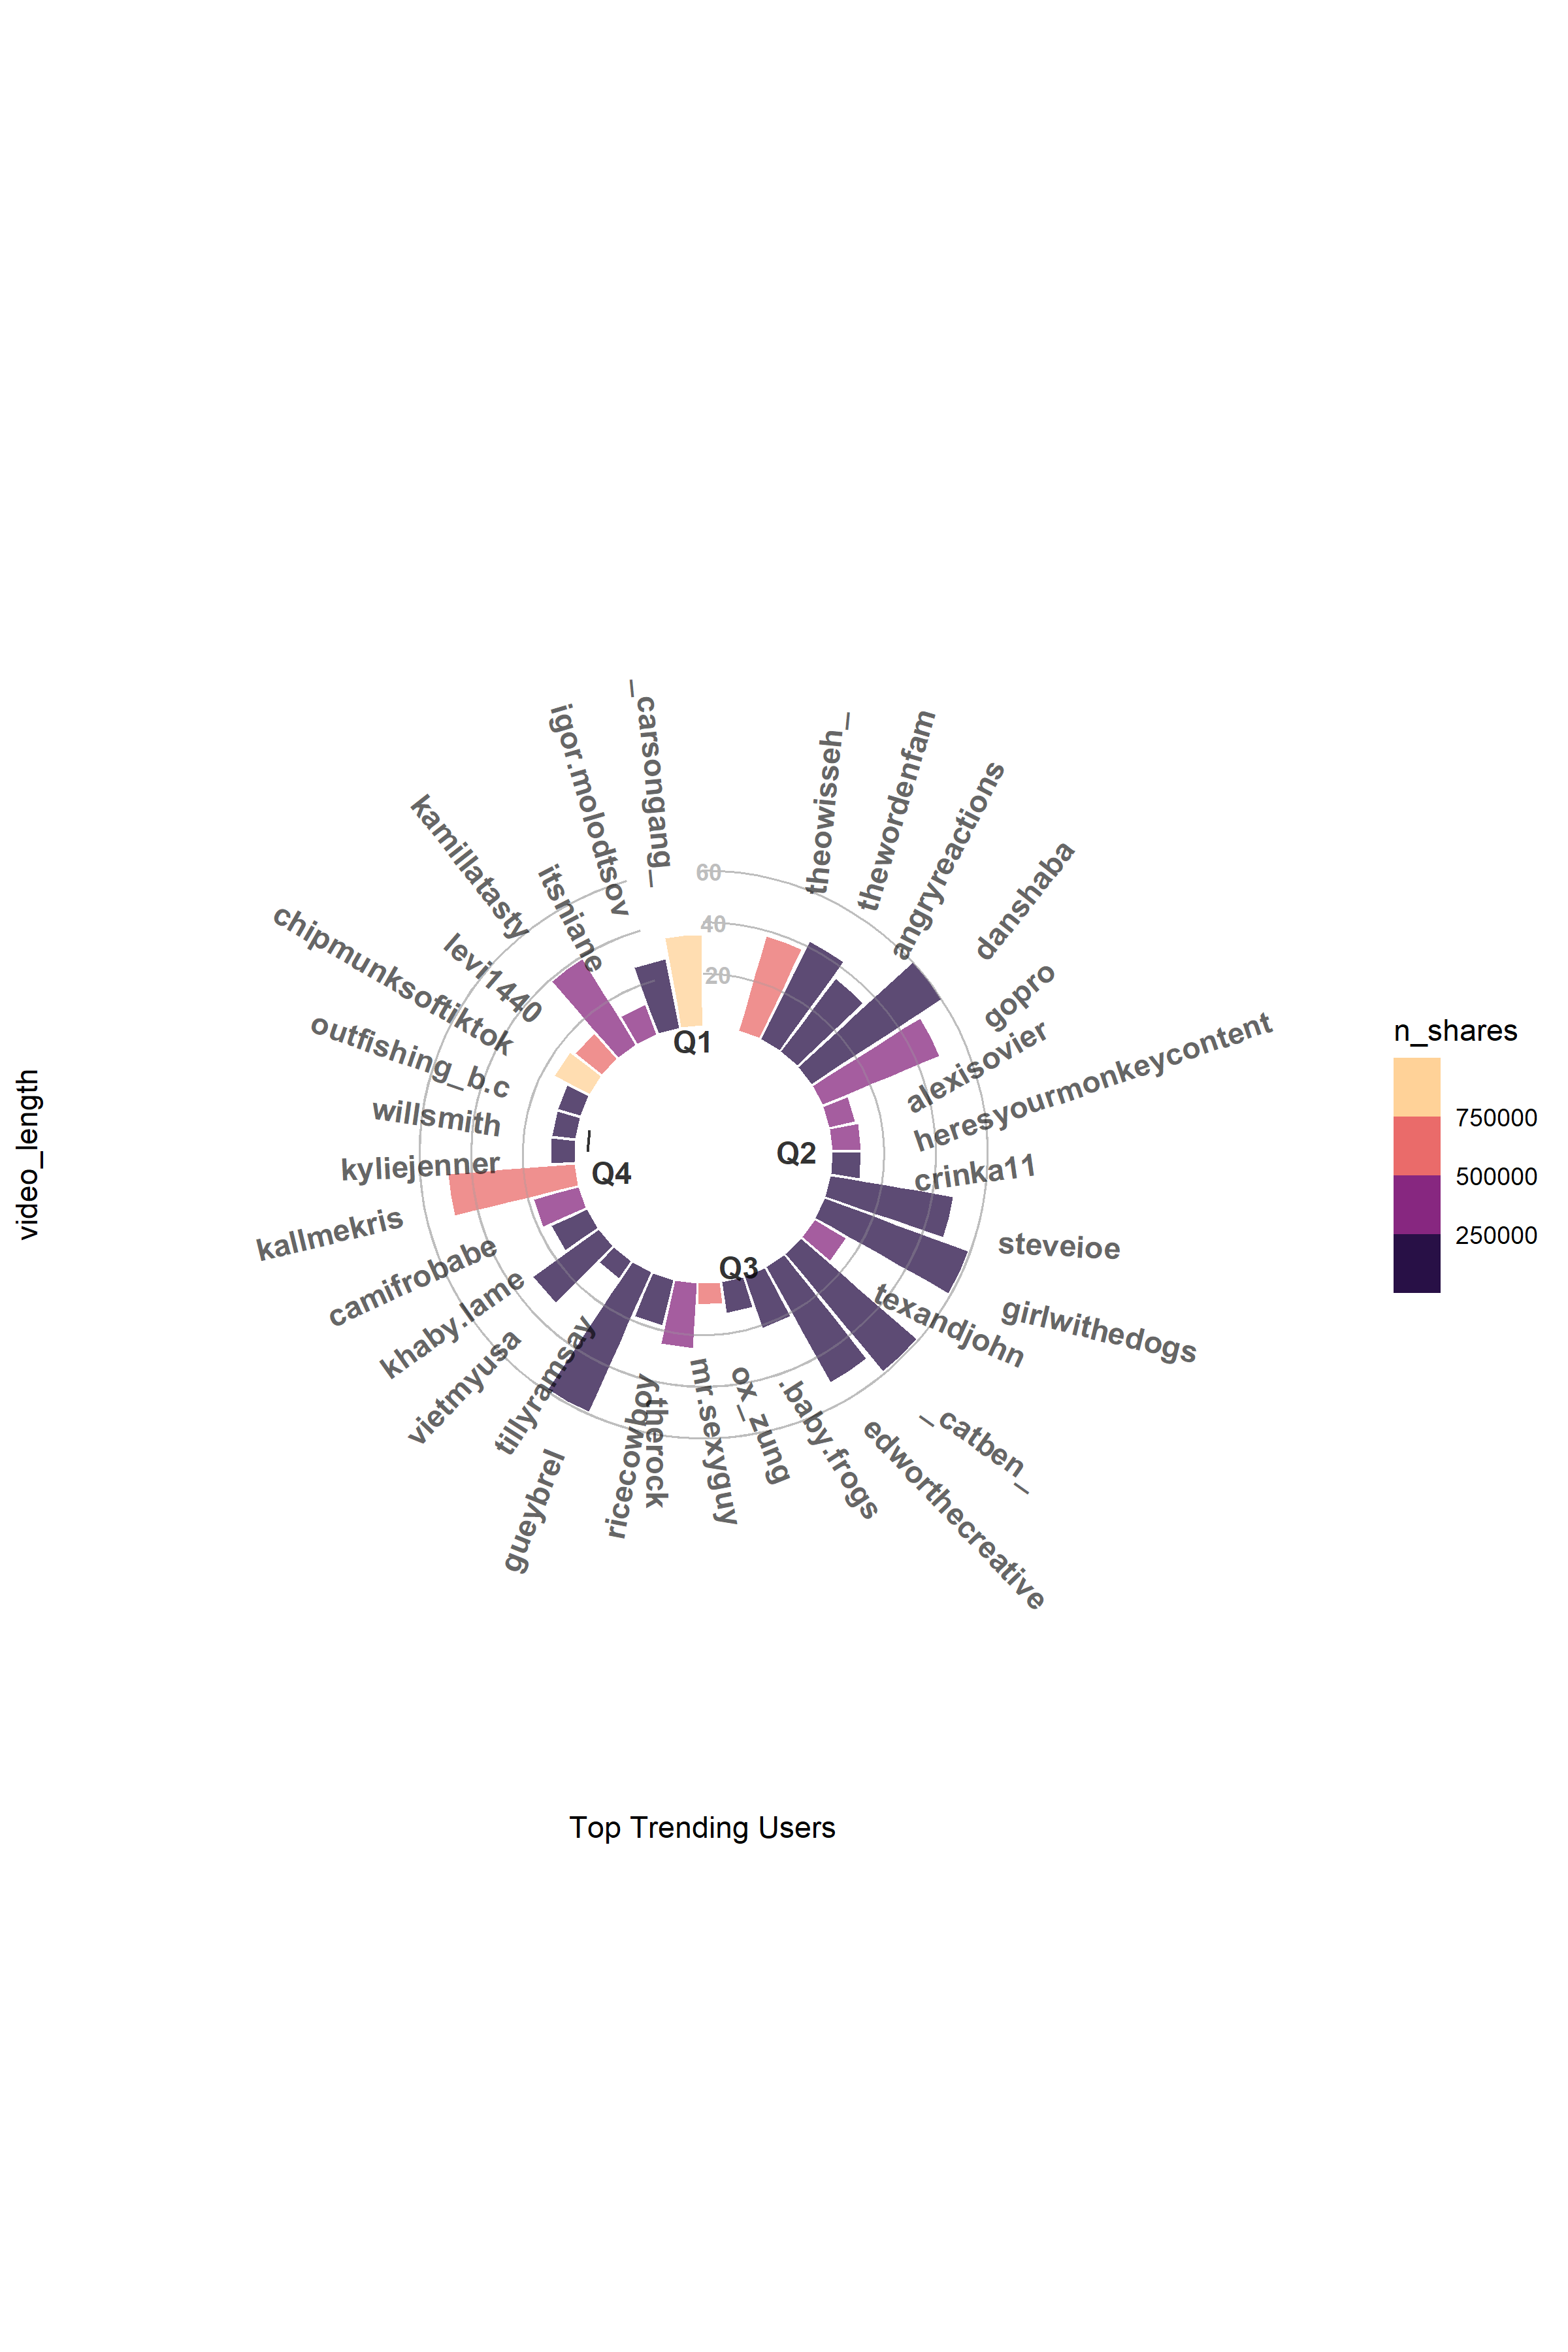 _carsongang_
igor.molodtsov
itsniane
kamillatasty
levi1440
chipmunksoftiktok
outfishing_b.c
willsmith
kyliejenner
kallmekris
camifrobabe
khaby.lame
vietmyusa
tillyramsay
gueybrel
ricecowboy
therock
mr.sexyguy
ox_zung
.baby.frogs
edworthecreative
_catben_
texandjohn
girlwithedogs
steveioe
crinka11
heresyourmonkeycontent
alexisovier
gopro
danshaba
angryreactions
thewordenfam
theowisseh_
60
40
20
Q1
Q2
Q3
Q4
video_length
Top Trending Users
n_shares
750000
500000
250000